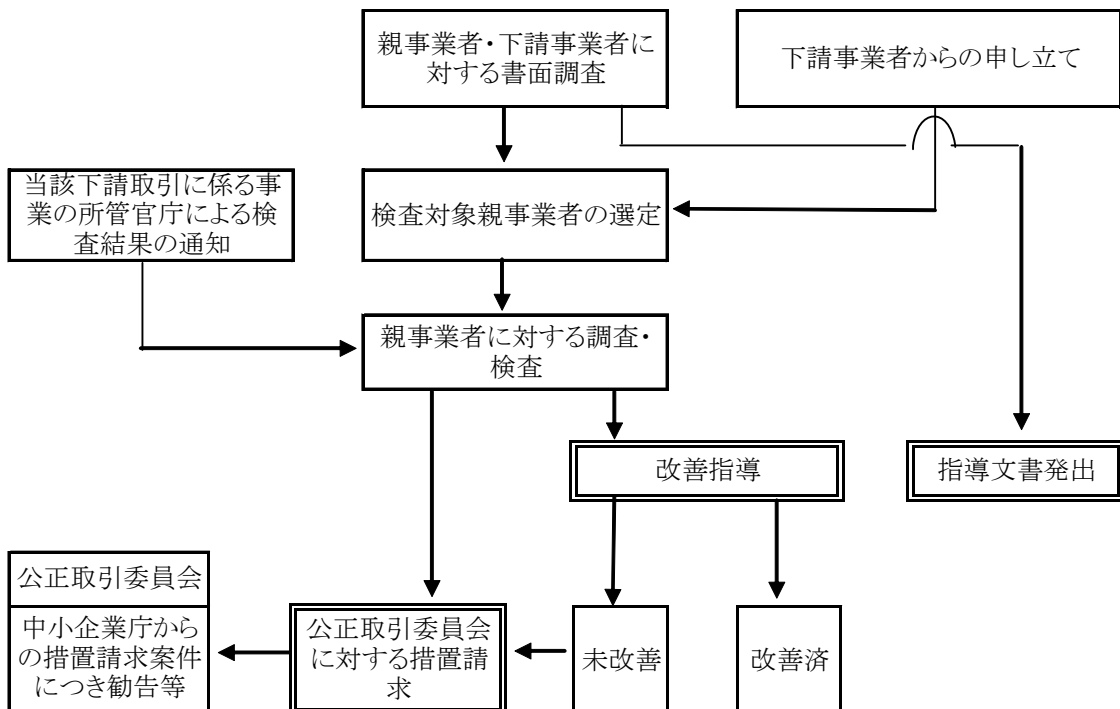 親事業者・下請事業者に
対する書面調査
下請事業者からの申し立て
当該下請取引に係る事
業の所管官庁による検
査結果の通知
検査対象親事業者の選定
親事業者に対する調査・
検査
改善指導
指導文書発出
公正取引委員会
中小企業庁から
の措置請求案件
につき勧告等
公正取引委員会
に対する措置請
求
未改善
改善済